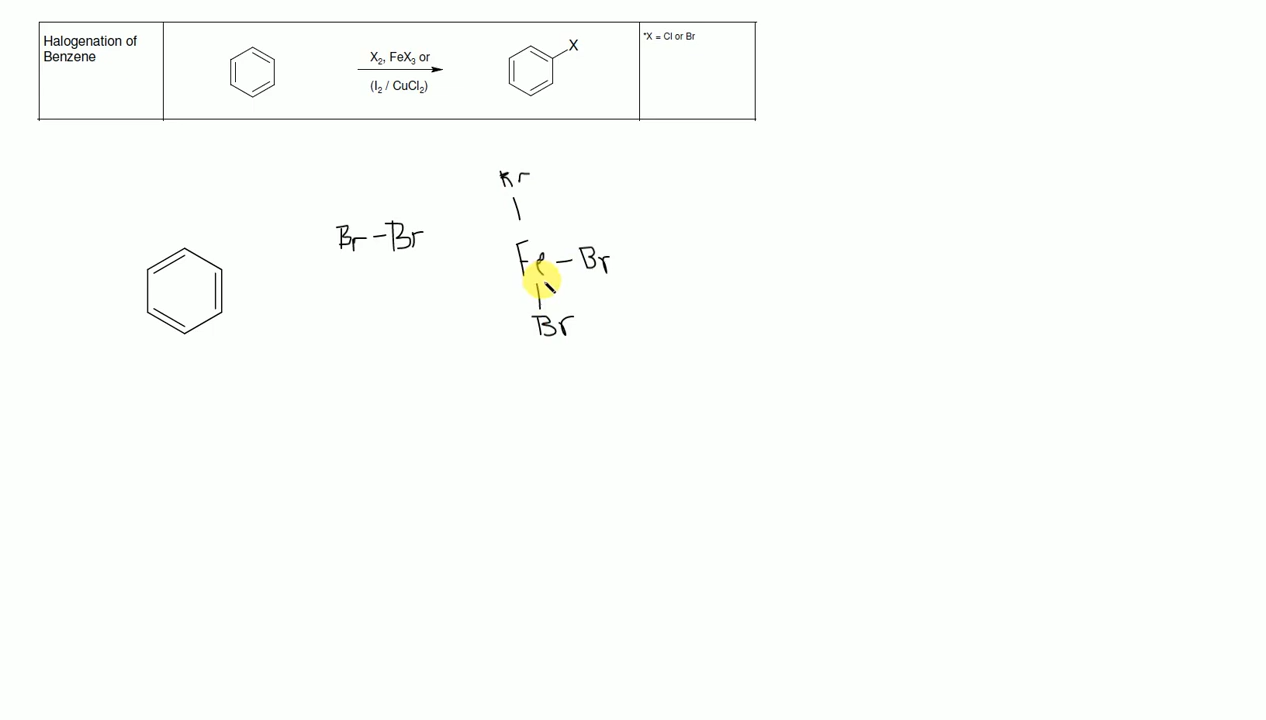 Halogenation of
Benzene
X2, FeX3 or
(I2 / CuCl2)
X
*X = Cl or Br
Br
Br-Br
Fe-Br
Br